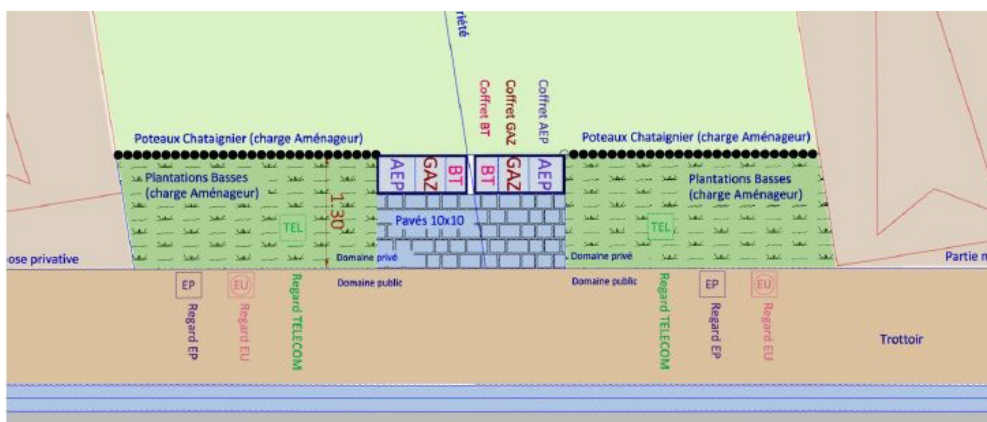 riété
Coffret BT
Coffret GAZ
Coffret AEP
Poteaux Chataignier (charge Aménageur)
Poteaux Chataignier (charge Aménageur)
Plantations Basses
(charge Aménageur)
AEP
GAZ
BT
BT
GAZ
AEP
Plantations Basses
(charge Aménageur)
1.30
Pavés 10x10
TEL
TEL
ose privative
Domaine privé
Domaine privé
Partie n
Domaine public
Domaine public
EP
EU
EP
EU
Regard EP
Regard EU
Regard TELECOM
Regard TELECOM
Regard EP
Regard EU
Trottoir